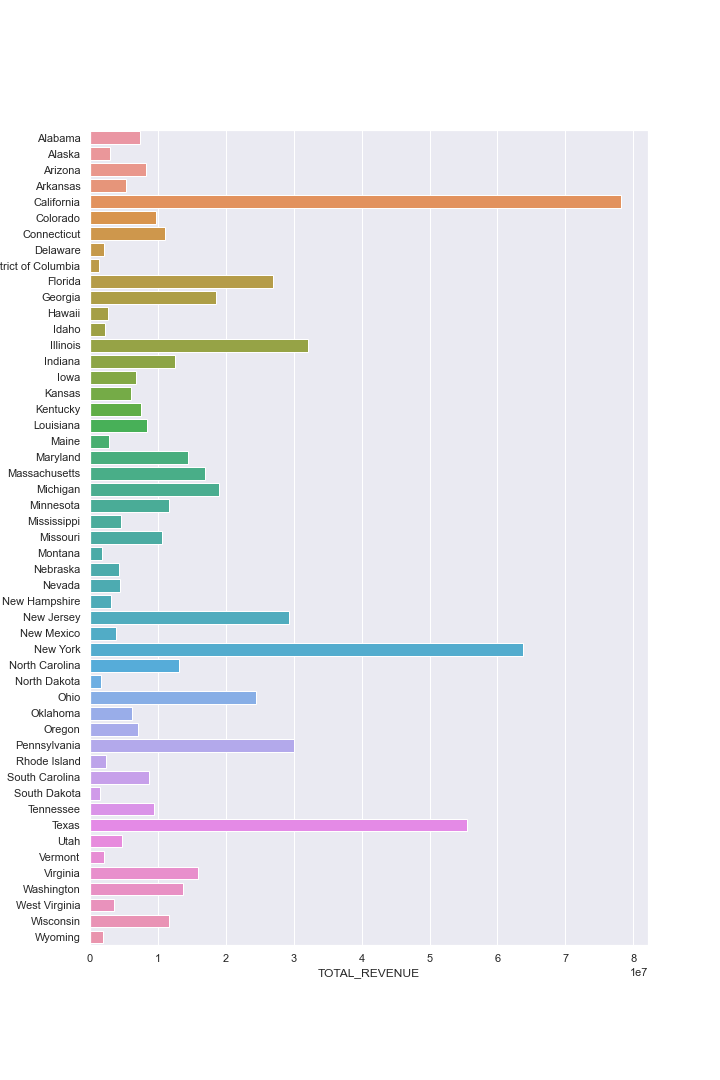 Alabama
Alaska
Arizona
Arkansas
California
Colorado
Connecticut
Delaware
trict of Columbia
Florida
Georgia
Hawaii
Idaho
Illinois
Indiana
Iowa
Kansas
Kentucky
Louisiana
Maine
Maryland
Massachusetts
Michigan
Minnesota
Mississippi
Missouri
Montana
Nebraska
Nevada
New Hampshire
New Jersey
New Mexico
New York
North Carolina
North Dakota
Ohio
Oklahoma
Oregon
Pennsylvania
Rhode Island
South Carolina
South Dakota
Tennessee
Texas
Utah
Vermont
Virginia
Washington
West Virginia
Wisconsin
Wyoming
0 1 2 3 4 5 6 7 8
1e7
TOTAL_REVENUE